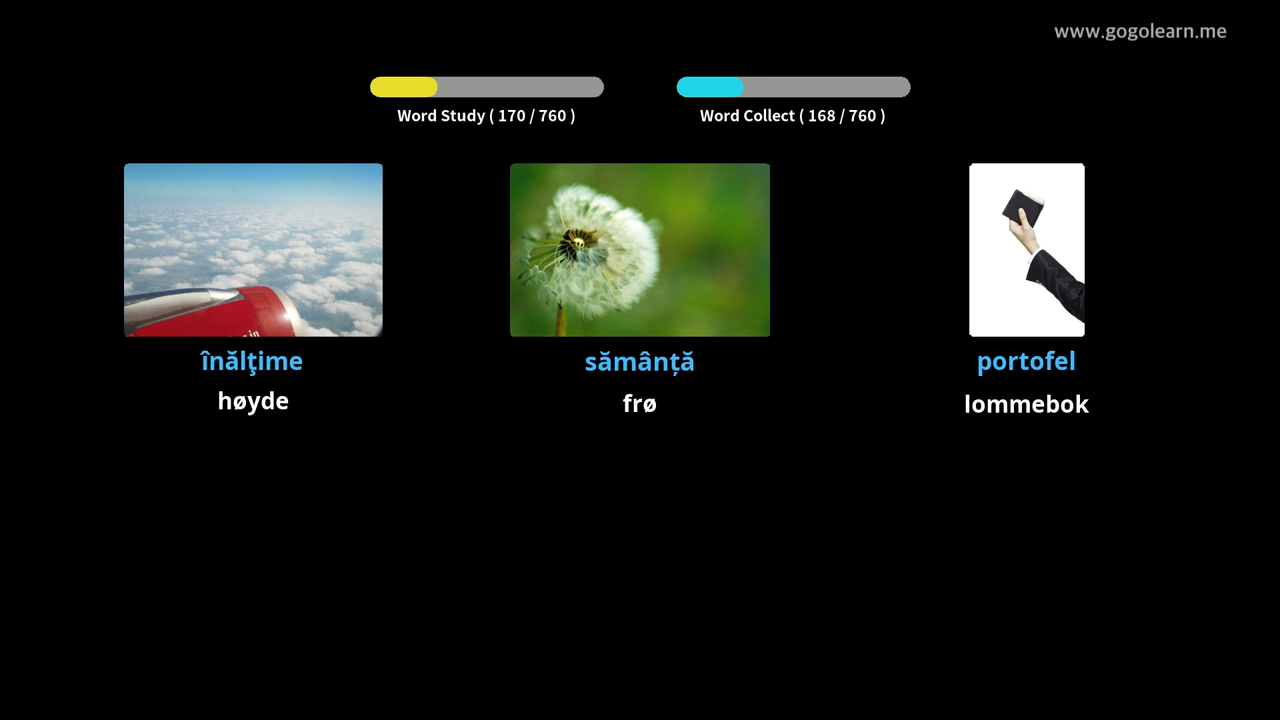 www.gogolearn.me
Word Study ( 170 / 760 )
Word Collect ( 168 / 760 )
înălţime
sămânță
portofel
høyde
frø
lommebok